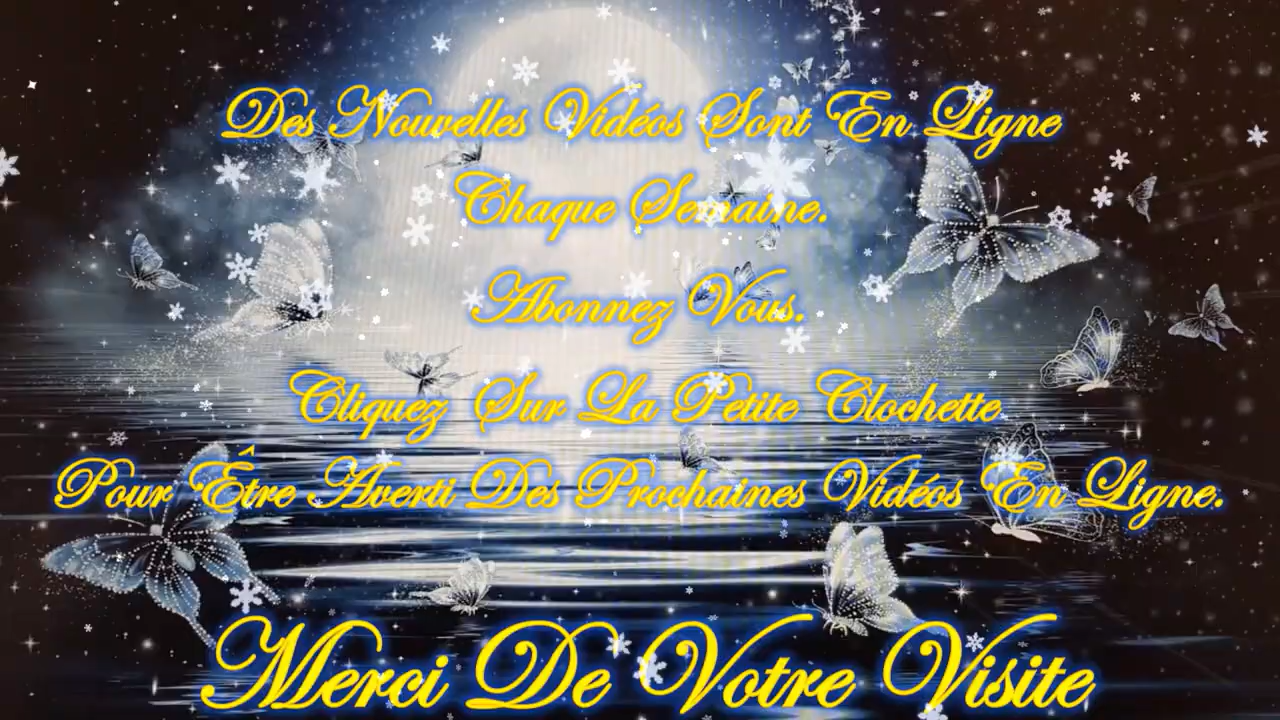 Des Nouvelles Vidéos Sont En Ligne
Chaque Semaine.
Abonnez Vous.
Cliquez Sur La Petite Clochette
Pour Être Averti Des Prochaines Vidéos En Ligne.
Merci De Votre Visite